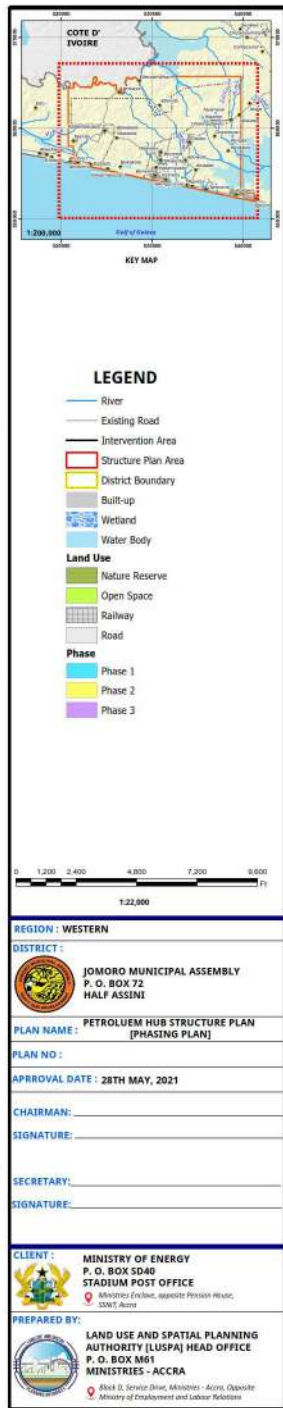 COTE D'
IVOIRE
1:200,000
Gulf of Guinea
KEY MAP
LEGEND
River
Existing Road
Intervention Area
Structure Plan Area
District Boundary
Built-up
Wetland
Water Body
Land Use
Nature Reserve
Open Space
Railway
Road
Phase
Phase 1
Phase 2
Phase 3
0 1,200 2,400 4,800 7,200 9,600
Ft
1:22,000
REGION : WESTERN
DISTRICT :
JOMORO MUNICIPAL ASSEMBLY
P. O. BOX 72
HALF ASSINI
PLAN NAME : PETROLUEM HUB STRUCTURE PLAN
[PHASING PLAN]
PLAN NO :
APRROVAL DATE : 28TH MAY, 2021
CHAIRMAN:
SIGNATURE:
SECRETARY:
SIGNATURE:
CLIENT :
MINISTRY OF ENERGY
P. O. BOX SD40
STADIUM POST OFFICE
Ministries Enclave, opposite Pension House,
SSNIT, Accra
PREPARED BY:
LAND USE AND SPATIAL PLANNING
AUTHORITY [LUSPA] HEAD OFFICE
P. O. BOX M61
MINISTRIES - ACCRA
Block D, Service Drive, Ministries - Accra, Opposite
Ministry of Employment and Labour Relations